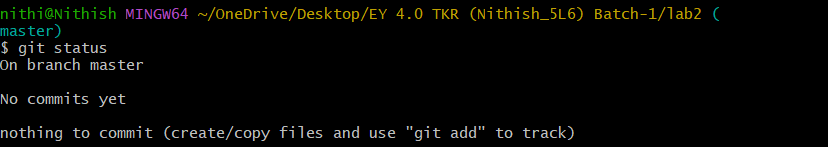 nithi@Nithish MINGW64 ~/OneDrive/Desktop/EY 4.0 TKR (Nithish_5L6) Batch-1/lab2 (
master)
$ git status
On branch master
No commits yet
nothing to commit (create/copy files and use "git add" to track)